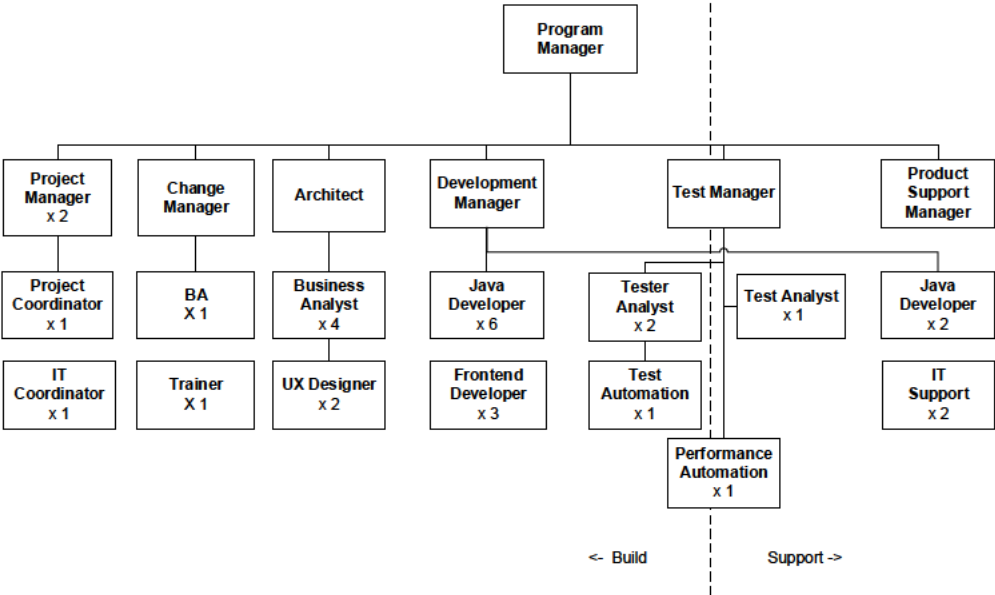 Program
Manager
Project
Manager
x 2
Change
Manager
Architect
Development
Manager
Test Manager
Product
Support
Manager
Project
Coordinator
x 1
BA
X 1
Business
Analyst
x 4
Java
Developer
x 6
Tester
Analyst
x 2
Test Analyst
x 1
Java
Developer
x 2
IT
Coordinator
x 1
Trainer
X 1
UX Designer
x 2
Frontend
Developer
x 3
Test
Automation
x 1
IT
Support
x 2
Performance
Automation
x 1
<- Build
Support ->